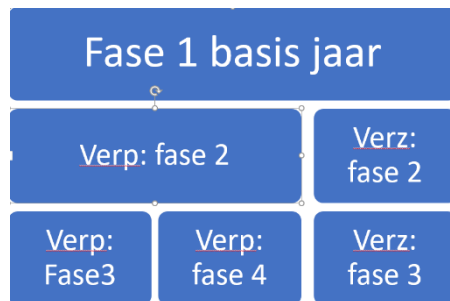 Fase 1 basis jaar
Verp: fase 2
Verz:
fase 2
Verp:
Fase3
Verp:
fase 4
Verz:
fase 3